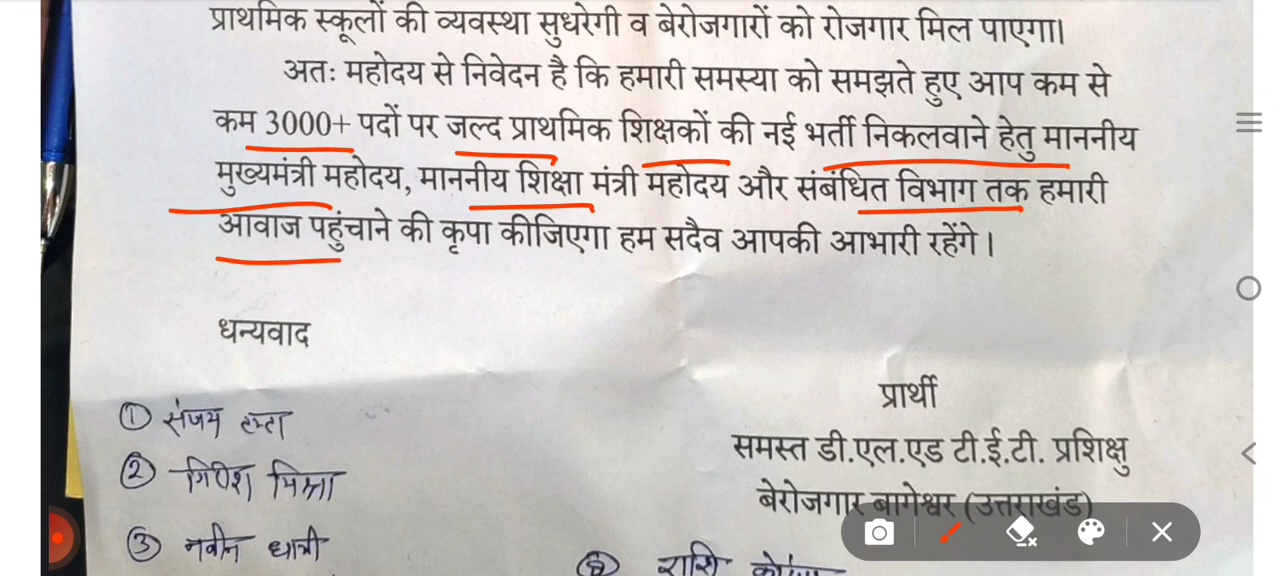 प्राथमिक स्कूलों की व्यवस्था सुधरेगी व बेरोजगारों को रोजगार मिल पाएगा।
अतः महोदय से निवेदन है कि हमारी समस्या को समझते हुए आप कम से
कम 3000+ पदों पर जल्द प्राथमिक शिक्षकों की नई भर्ती निकलवाने हेतु माननीय
मुख्यमंत्री महोदय, माननीय शिक्षा मंत्री महोदय और संबंधित विभाग तक हमारी
आवाज पहुंचाने की कृपा कीजिएगा हम सदैव आपकी आभारी रहेंगे।
धन्यवाद
प्रार्थी
समस्त डी.एल.एड टी.ई.टी. प्रशिक्षु
बेरोजगार बागेश्वर (उत्तराखंड)
① संजय
②
③ नवीन
राशि